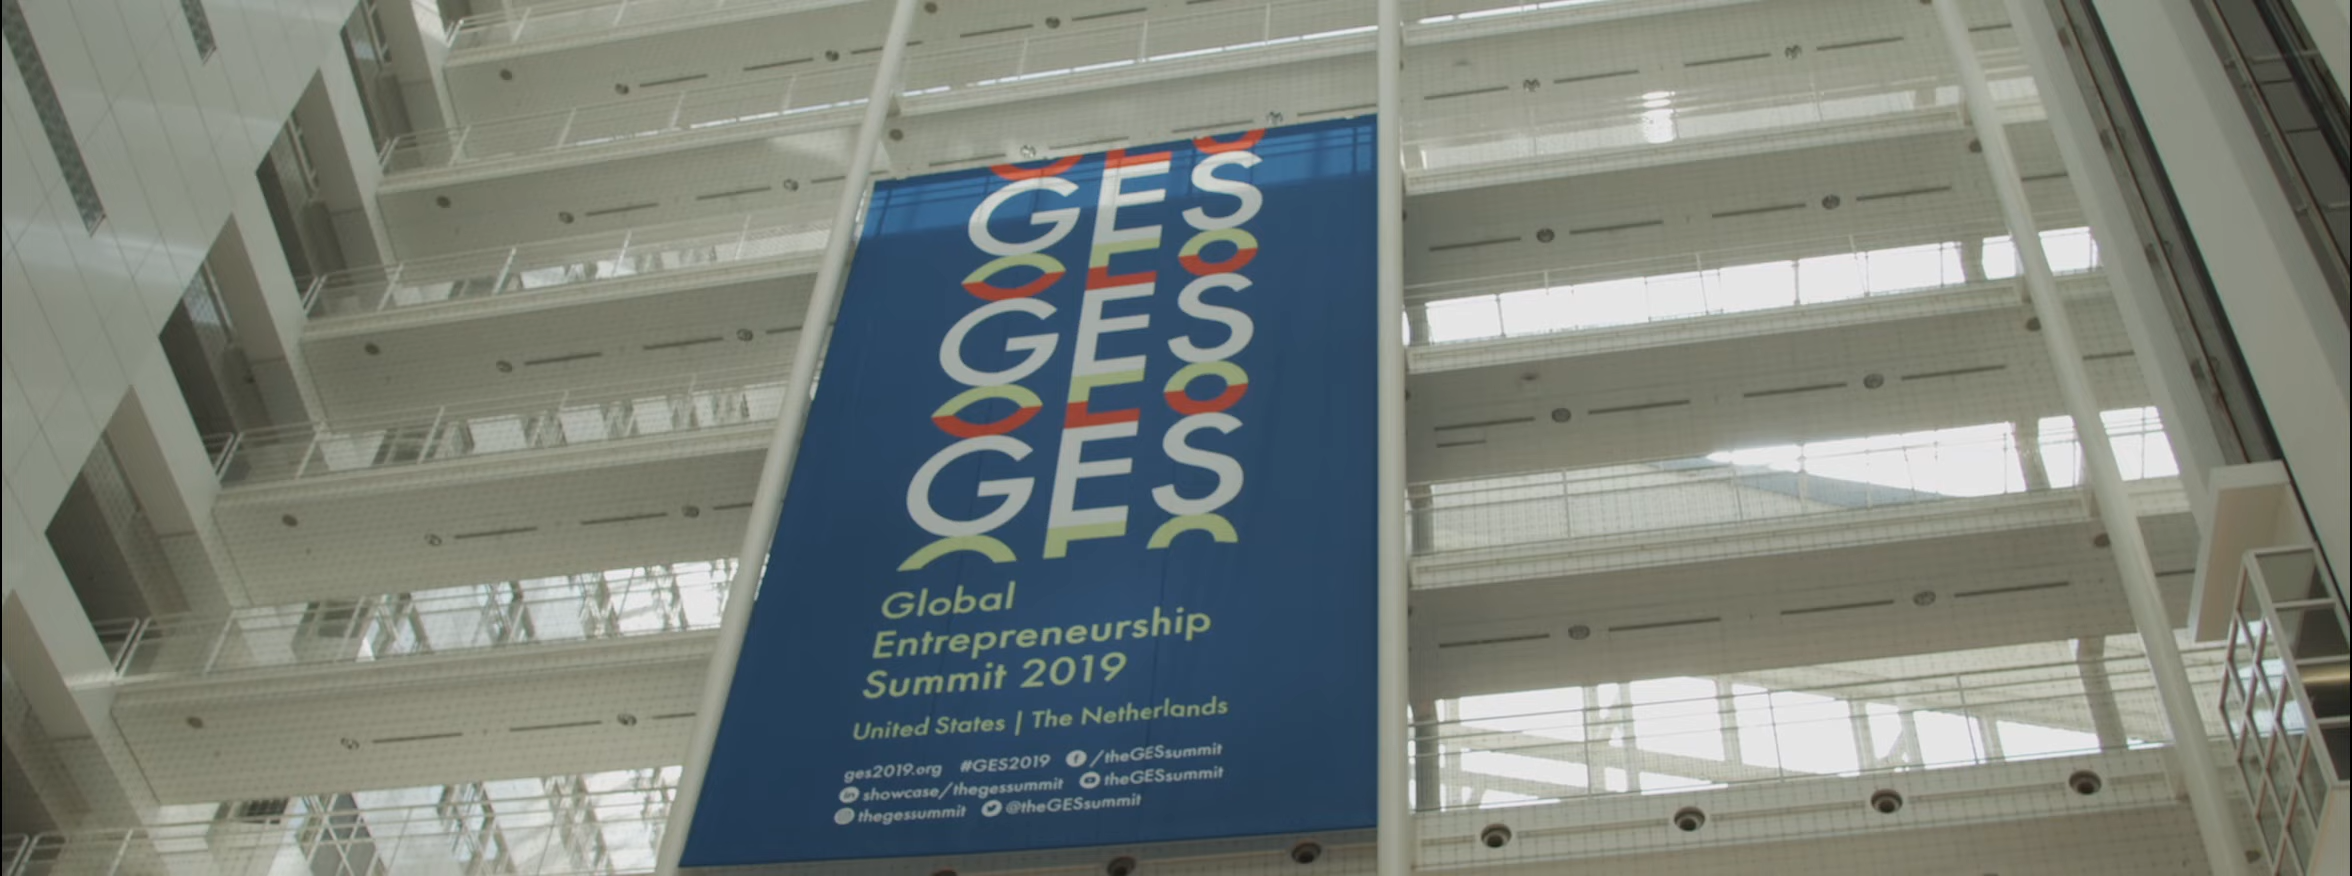 GES
GES
GES
Global
Entrepreneurship
Summit 2019
United States | The Netherlands
ges2019.org #GES2019 /theGESsummit
showcase/thegessummit theGESsummit
thegessummit @theGESsummit